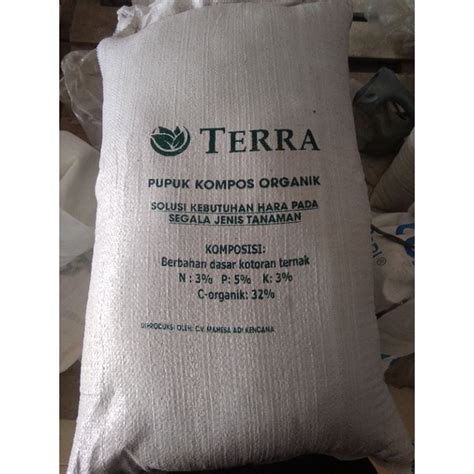 TERRA
PUPUK KOMPOS ORGANIK
SOLUSI KEBUTUHAN HARA PADA
SEGALA JENIS TANAMAN
KOMPOSISI:
Berbahan dasar kotoran ternak
N : 3% P: 5% K: 3%
C-organik: 32%
DIPRODUKSI OLEH: CV. MAHESA ADI KENCANA